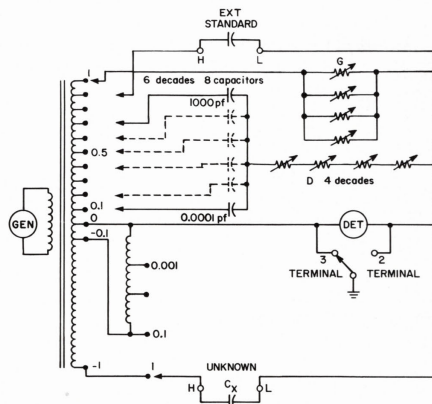 EXT
STANDARD
H L
1
6 decades 8 capacitors
G
1000 pf
0.5
D 4 decades
0.1
0.0001 pf
0
GEN
DET
-0.1
3 2
TERMINAL TERMINAL
0.001
0.1
-1
1
UNKNOWN
H CX L